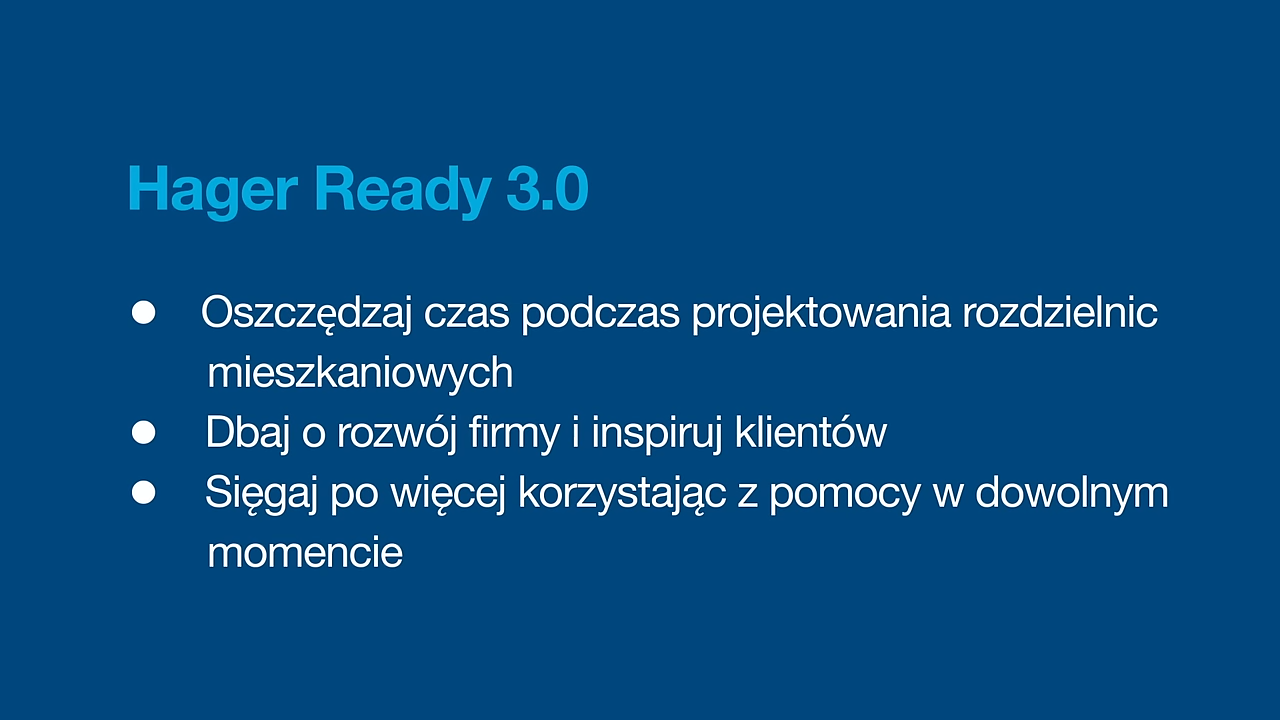 Hager Ready 3.0
● Oszczędzaj czas podczas projektowania rozdzielnic
mieszkaniowych
● Dbaj o rozwój firmy i inspiruj klientów
● Sięgaj po więcej korzystając z pomocy w dowolnym
momencie